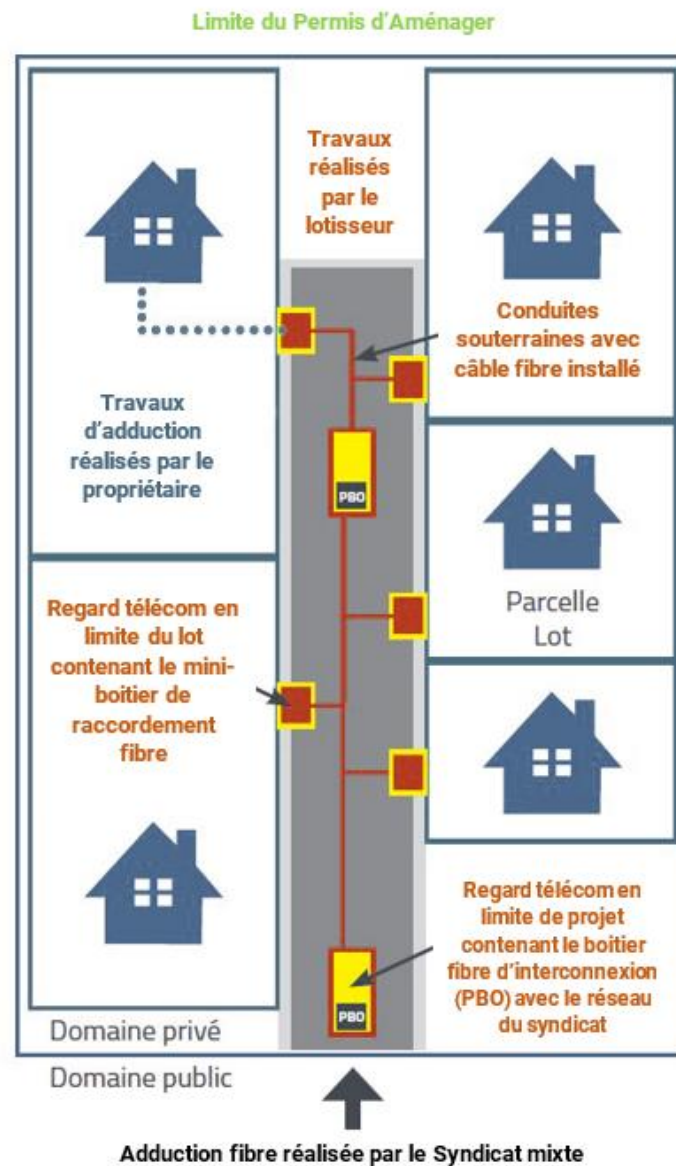 Limite du Permis d'Aménager
Travaux
réalisés
par le
lotisseur
Conduites
souterraines avec
câble fibre installé
Travaux
d'adduction
réalisés par le
propriétaire
PBO
Parcelle
Lot
Regard télécom en
limite du lot
contenant le mini-
boitier de
raccordement
fibre
Regard télécom en
limite de projet
contenant le boitier
fibre d'interconnexion
(PBO) avec le réseau
du syndicat
PBO
Domaine privé
Domaine public
Adduction fibre réalisée par le Syndicat mixte